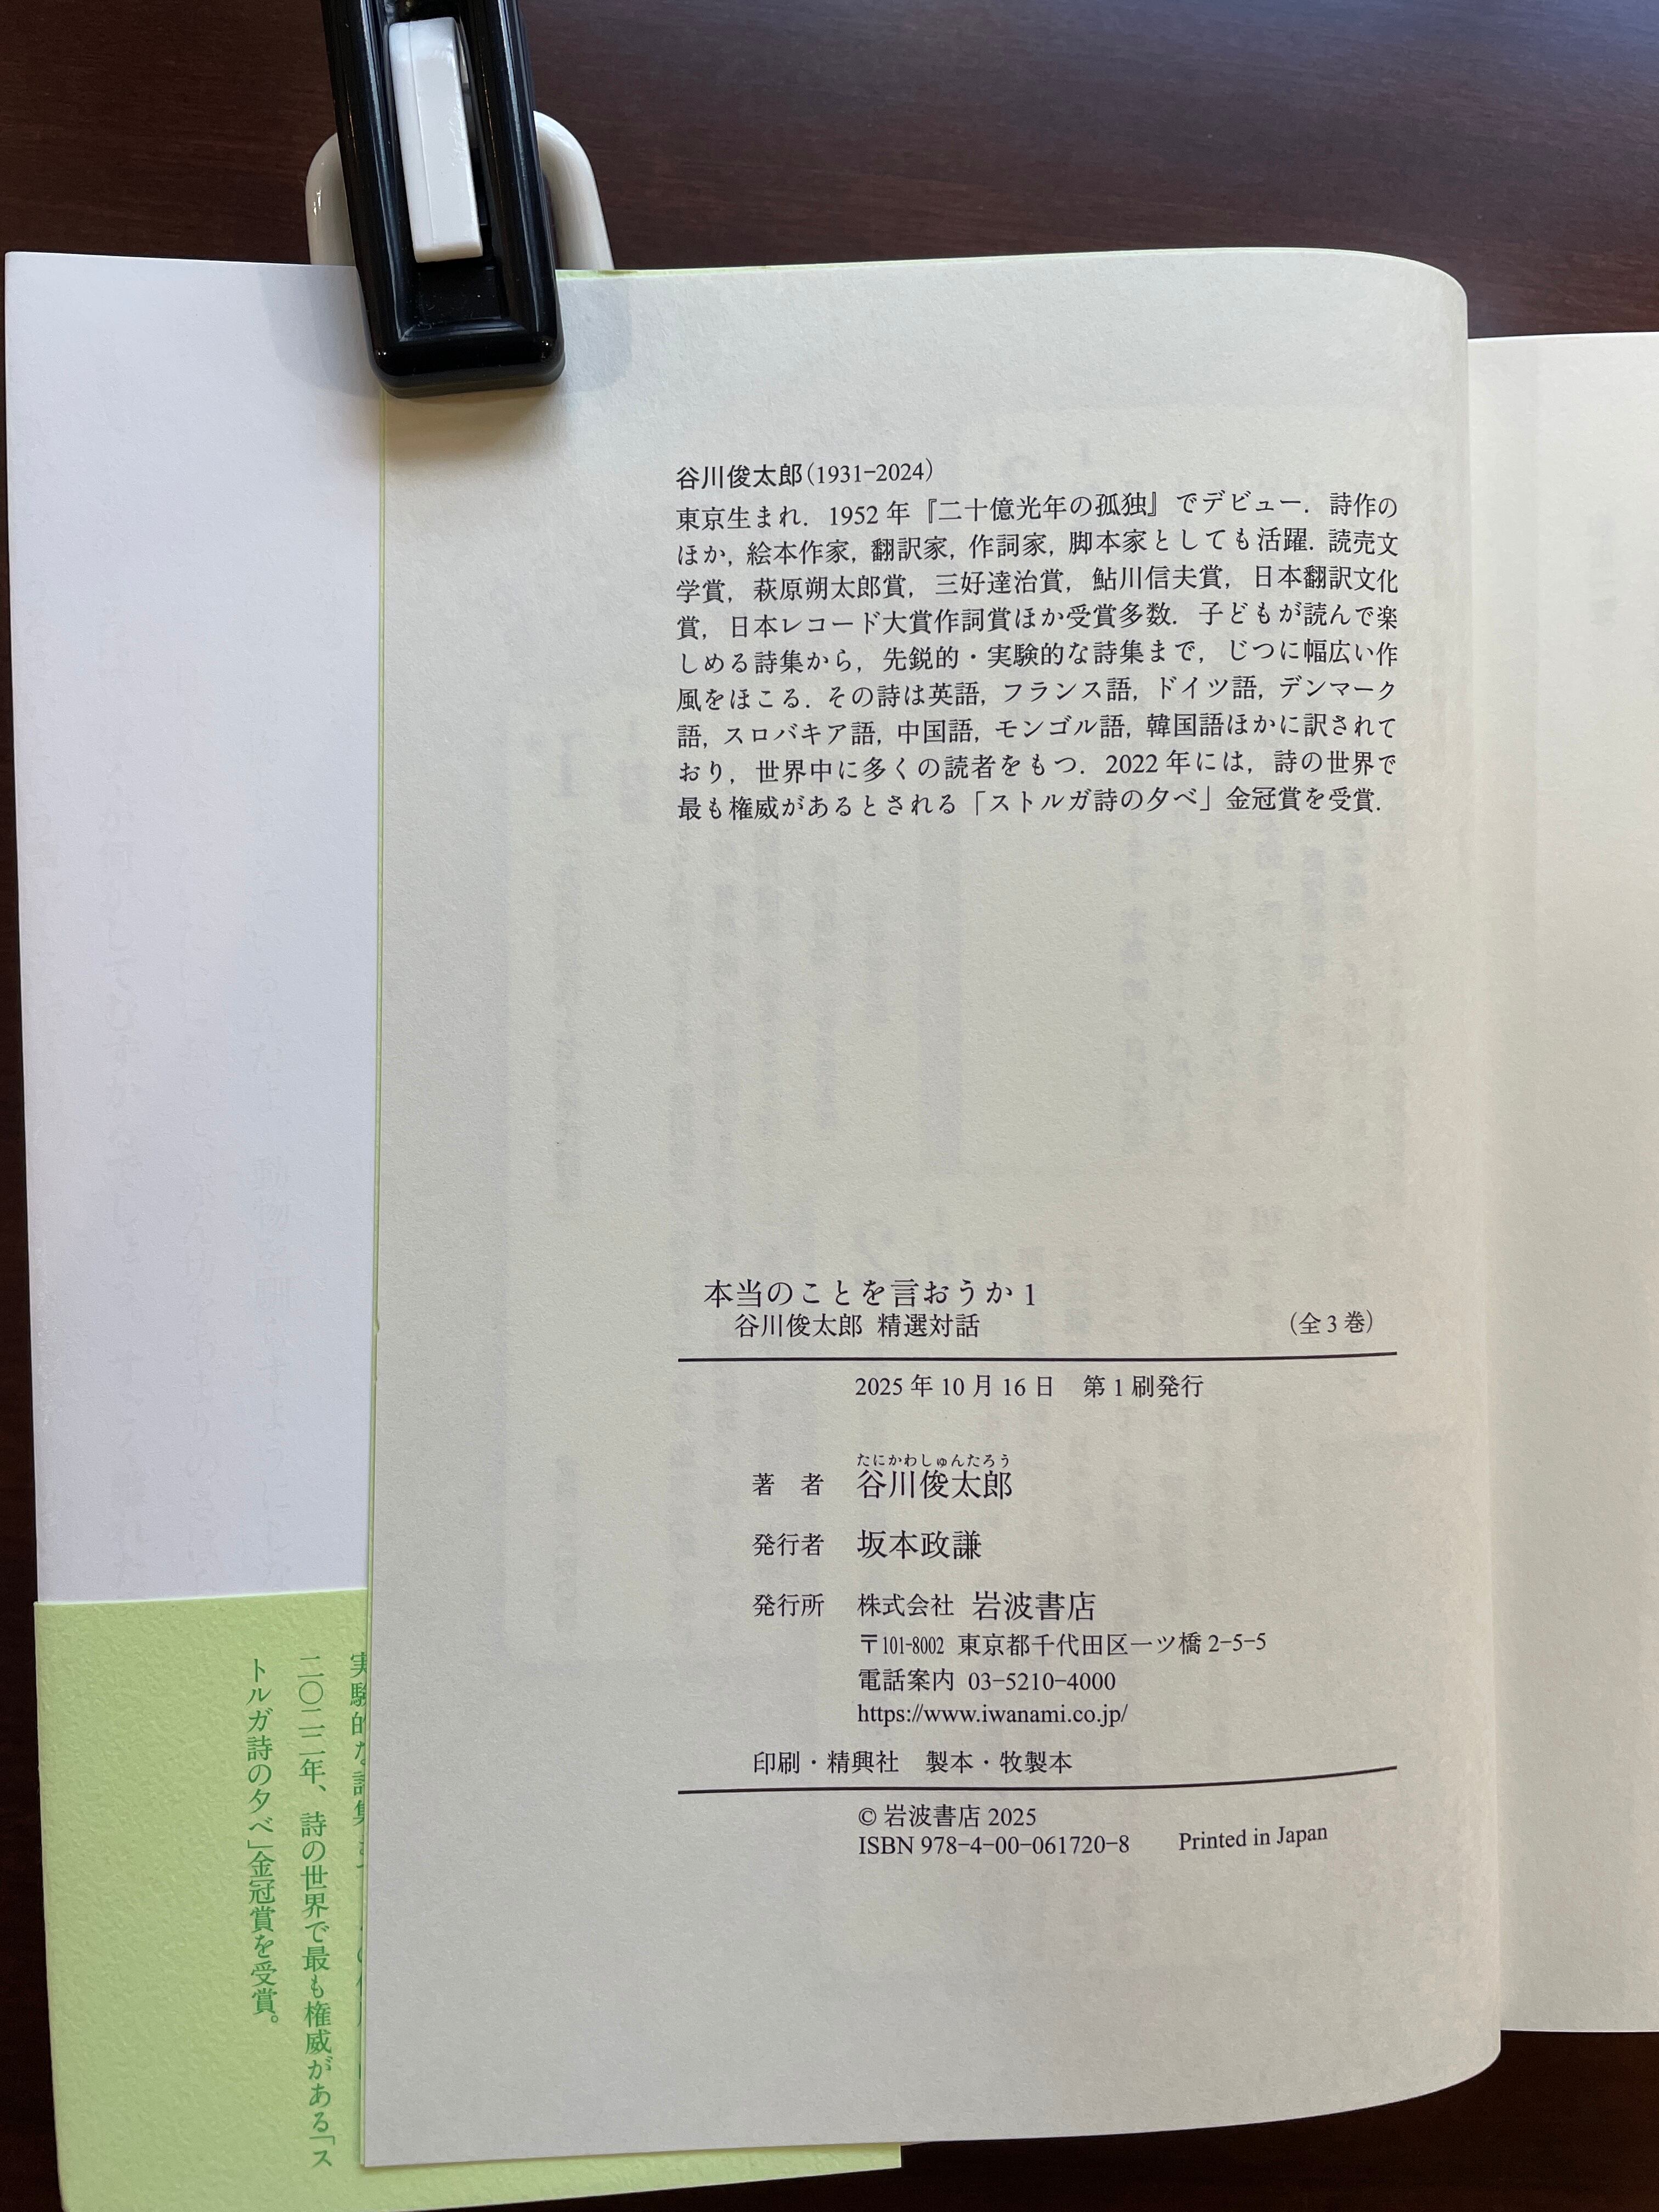 谷川俊太郎（1931−2024）
東京生まれ．1952年『二十億光年の孤独』でデビュー．詩作の
ほか，絵本作家，翻訳家，作詞家，脚本家としても活躍．読売文
学賞，萩原朔太郎賞，三好達治賞，鮎川信夫賞，日本翻訳文化
賞，日本レコード大賞作詞賞ほか受賞多数．子どもが読んで楽
しめる詩集から，先鋭的・実験的な詩集まで，じつに幅広い作
風をほこる．その詩は英語，フランス語，ドイツ語，デンマーク
語，スロバキア語，中国語，モンゴル語，韓国語ほかに訳されて
おり，世界中に多くの読者をもつ．2022年には，詩の世界で
最も権威があるとされる「ストルガ詩の夕べ」金冠賞を受賞．
本当のことを言おうか 1
谷川俊太郎 精選対話
（全3巻）
2025年10月16日　第1刷発行
たにかわしゅんたろう
著　者　谷川俊太郎
発行者　坂本政謙
発行所　株式会社 岩波書店
〒101-8002 東京都千代田区一ツ橋2−5−5
電話案内 03−5210−4000
https://www.iwanami.co.jp/
印刷・精興社　製本・牧製本
© 岩波書店 2025
ISBN 978−4−00−061720−8　Printed in Japan
実験的な詩集
二〇二二年、詩の世界で最も権威がある「ス
トルガ詩の夕べ」金冠賞を受賞。